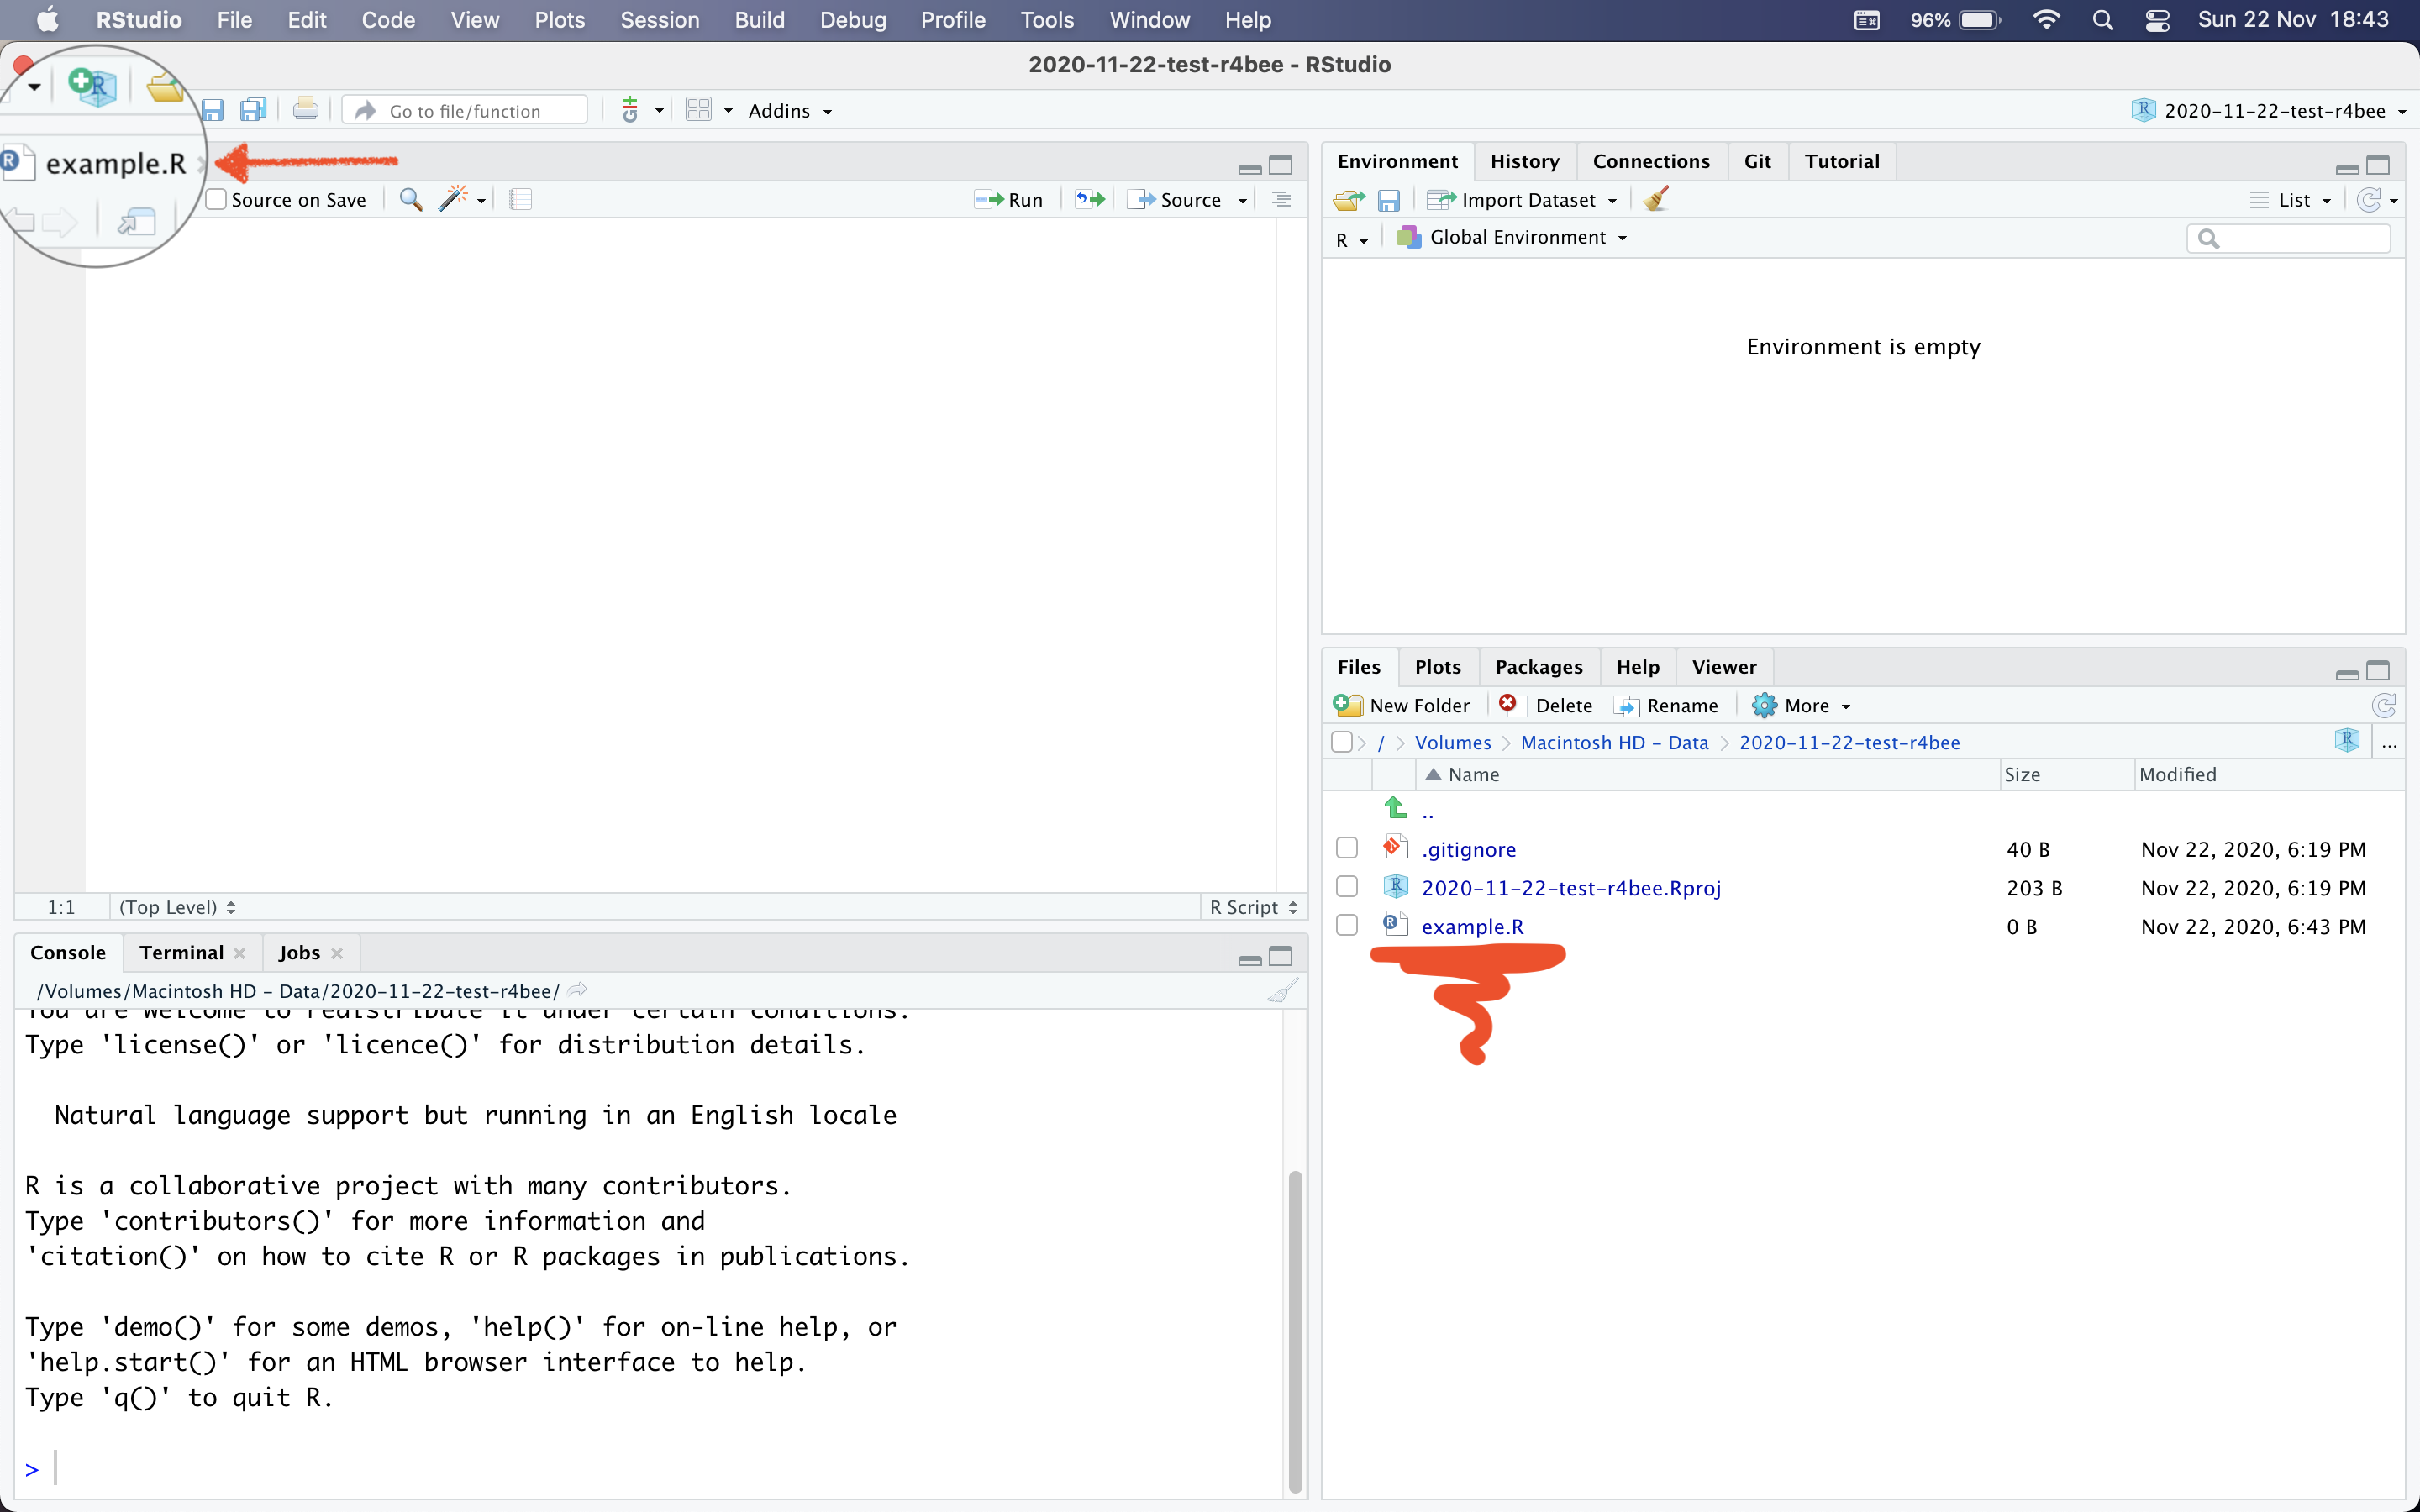 RStudio File Edit Code View Plots Session Build Debug Profile Tools Window Help 96% Sun 22 Nov 18:43
2020-11-22-test-r4bee - RStudio
Go to file/function Addins 2020-11-22-test-r4bee
example.R
Source on Save Run Source
1:1 (Top Level) R Script
Console Terminal Jobs
/Volumes/Macintosh HD - Data/2020-11-22-test-r4bee/
You are welcome to redistribute it under certain conditions.
Type 'license()' or 'licence()' for distribution details.
Natural language support but running in an English locale
R is a collaborative project with many contributors.
Type 'contributors()' for more information and
'citation()' on how to cite R or R packages in publications.
Type 'demo()' for some demos, 'help()' for on-line help, or
'help.start()' for an HTML browser interface to help.
Type 'q()' to quit R.
>
Environment History Connections Git Tutorial
Import Dataset List
R Global Environment
Environment is empty
Files Plots Packages Help Viewer
New Folder Delete Rename More
/ Volumes Macintosh HD - Data 2020-11-22-test-r4bee ...
Name Size Modified
..
.gitignore 40 B Nov 22, 2020, 6:19 PM
2020-11-22-test-r4bee.Rproj 203 B Nov 22, 2020, 6:19 PM
example.R 0 B Nov 22, 2020, 6:43 PM